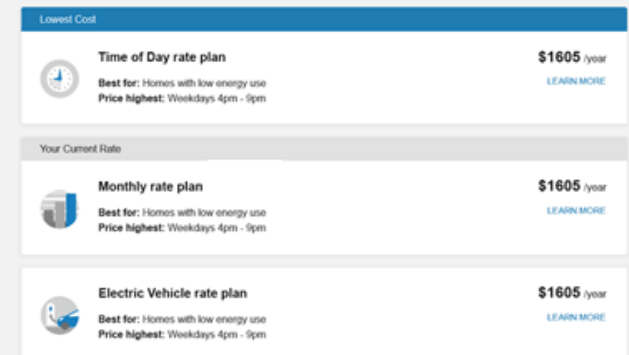 Lowest Cost
Time of Day rate plan
$1605 /year
Best for: Homes with low energy use
LEARN MORE
Price highest: Weekdays 4pm - 9pm
Your Current Rate
Monthly rate plan
$1605 /year
Best for: Homes with low energy use
LEARN MORE
Price highest: Weekdays 4pm - 9pm
Electric Vehicle rate plan
$1605 /year
Best for: Homes with low energy use
LEARN MORE
Price highest: Weekdays 4pm - 9pm